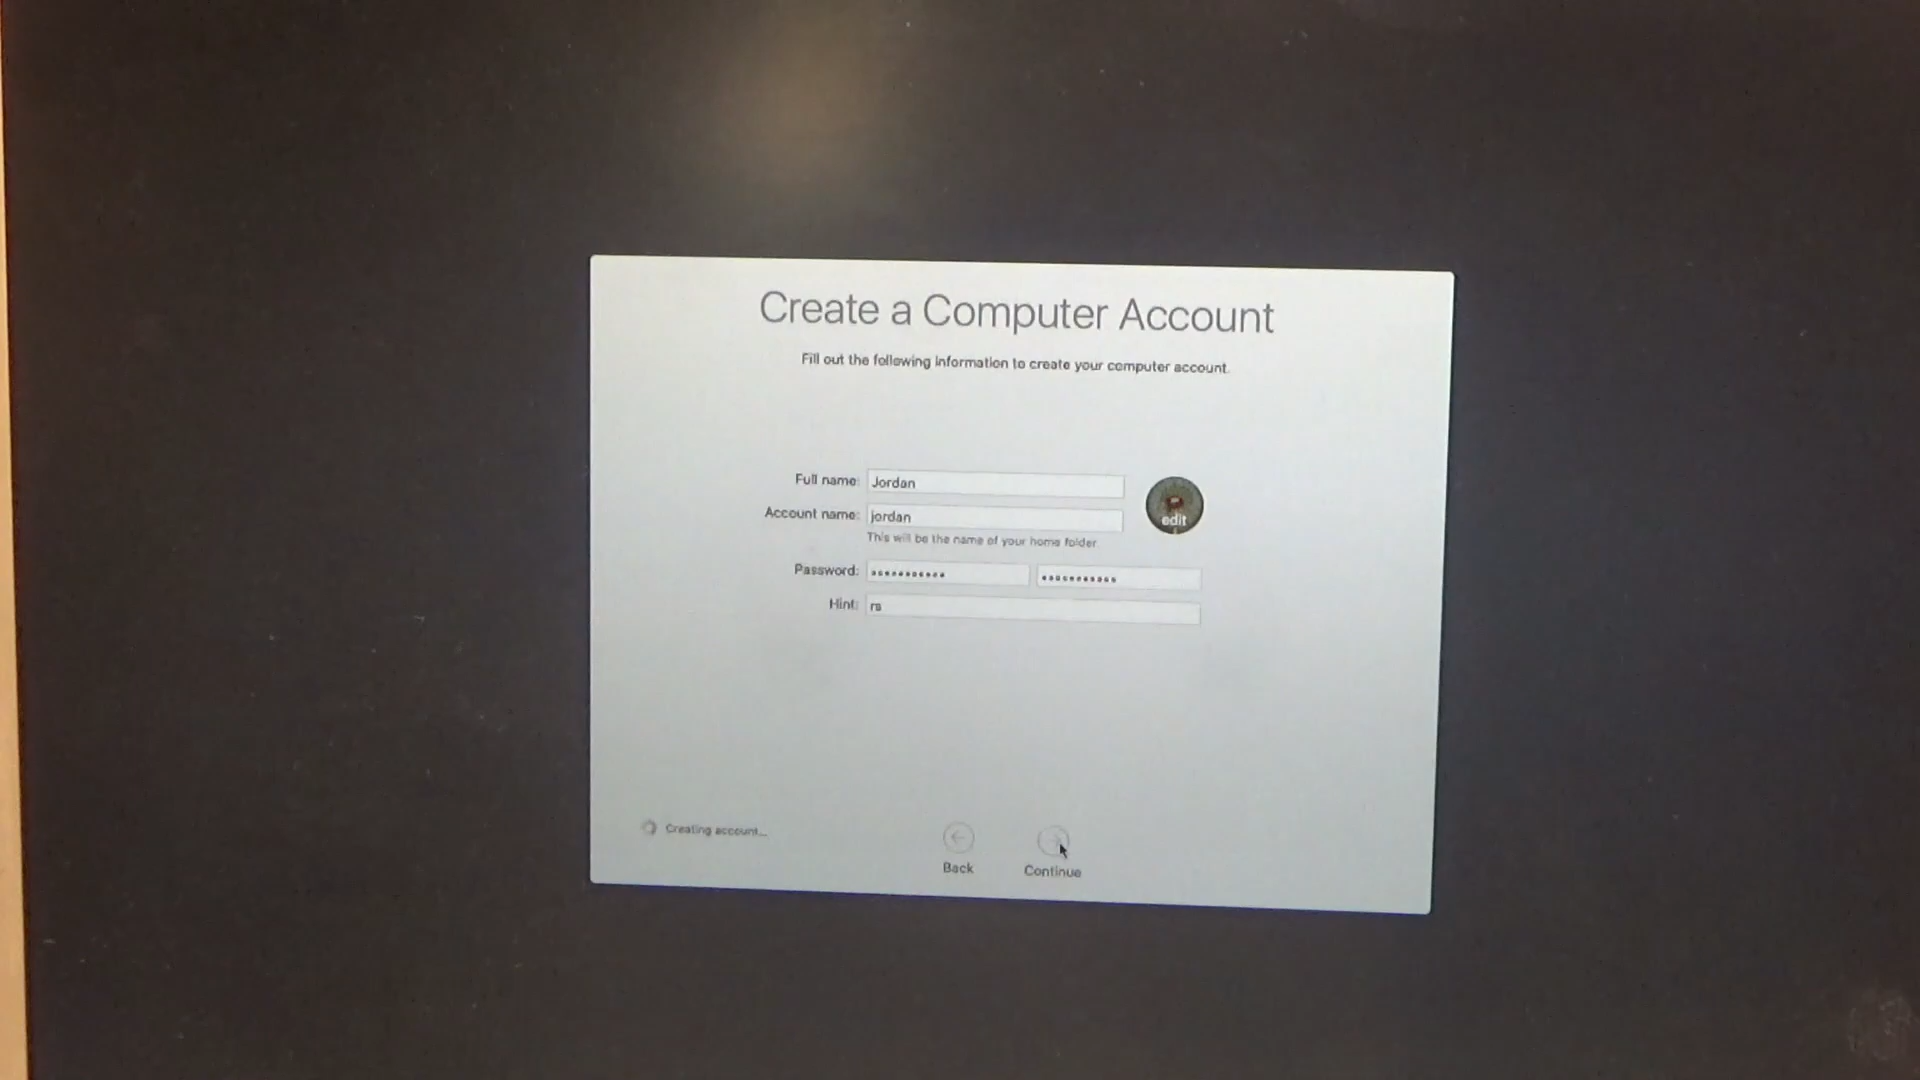 Create a Computer Account
Fill out the following information to create your computer account.
Full name: Jordan
edit
Account name: jordan
This will be the name of your home folder.
Password: ••••••••••• •••••••••••
Hint:
Creating account...
Back
Continue